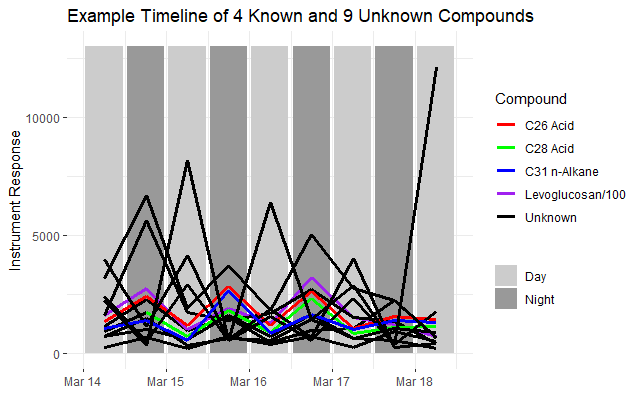 Example Timeline of 4 Known and 9 Unknown Compounds
Instrument Response
10000
5000
0
Mar 14
Mar 15
Mar 16
Mar 17
Mar 18
Compound
C26 Acid
C28 Acid
C31 n-Alkane
Levoglucosan/100
Unknown
Day
Night